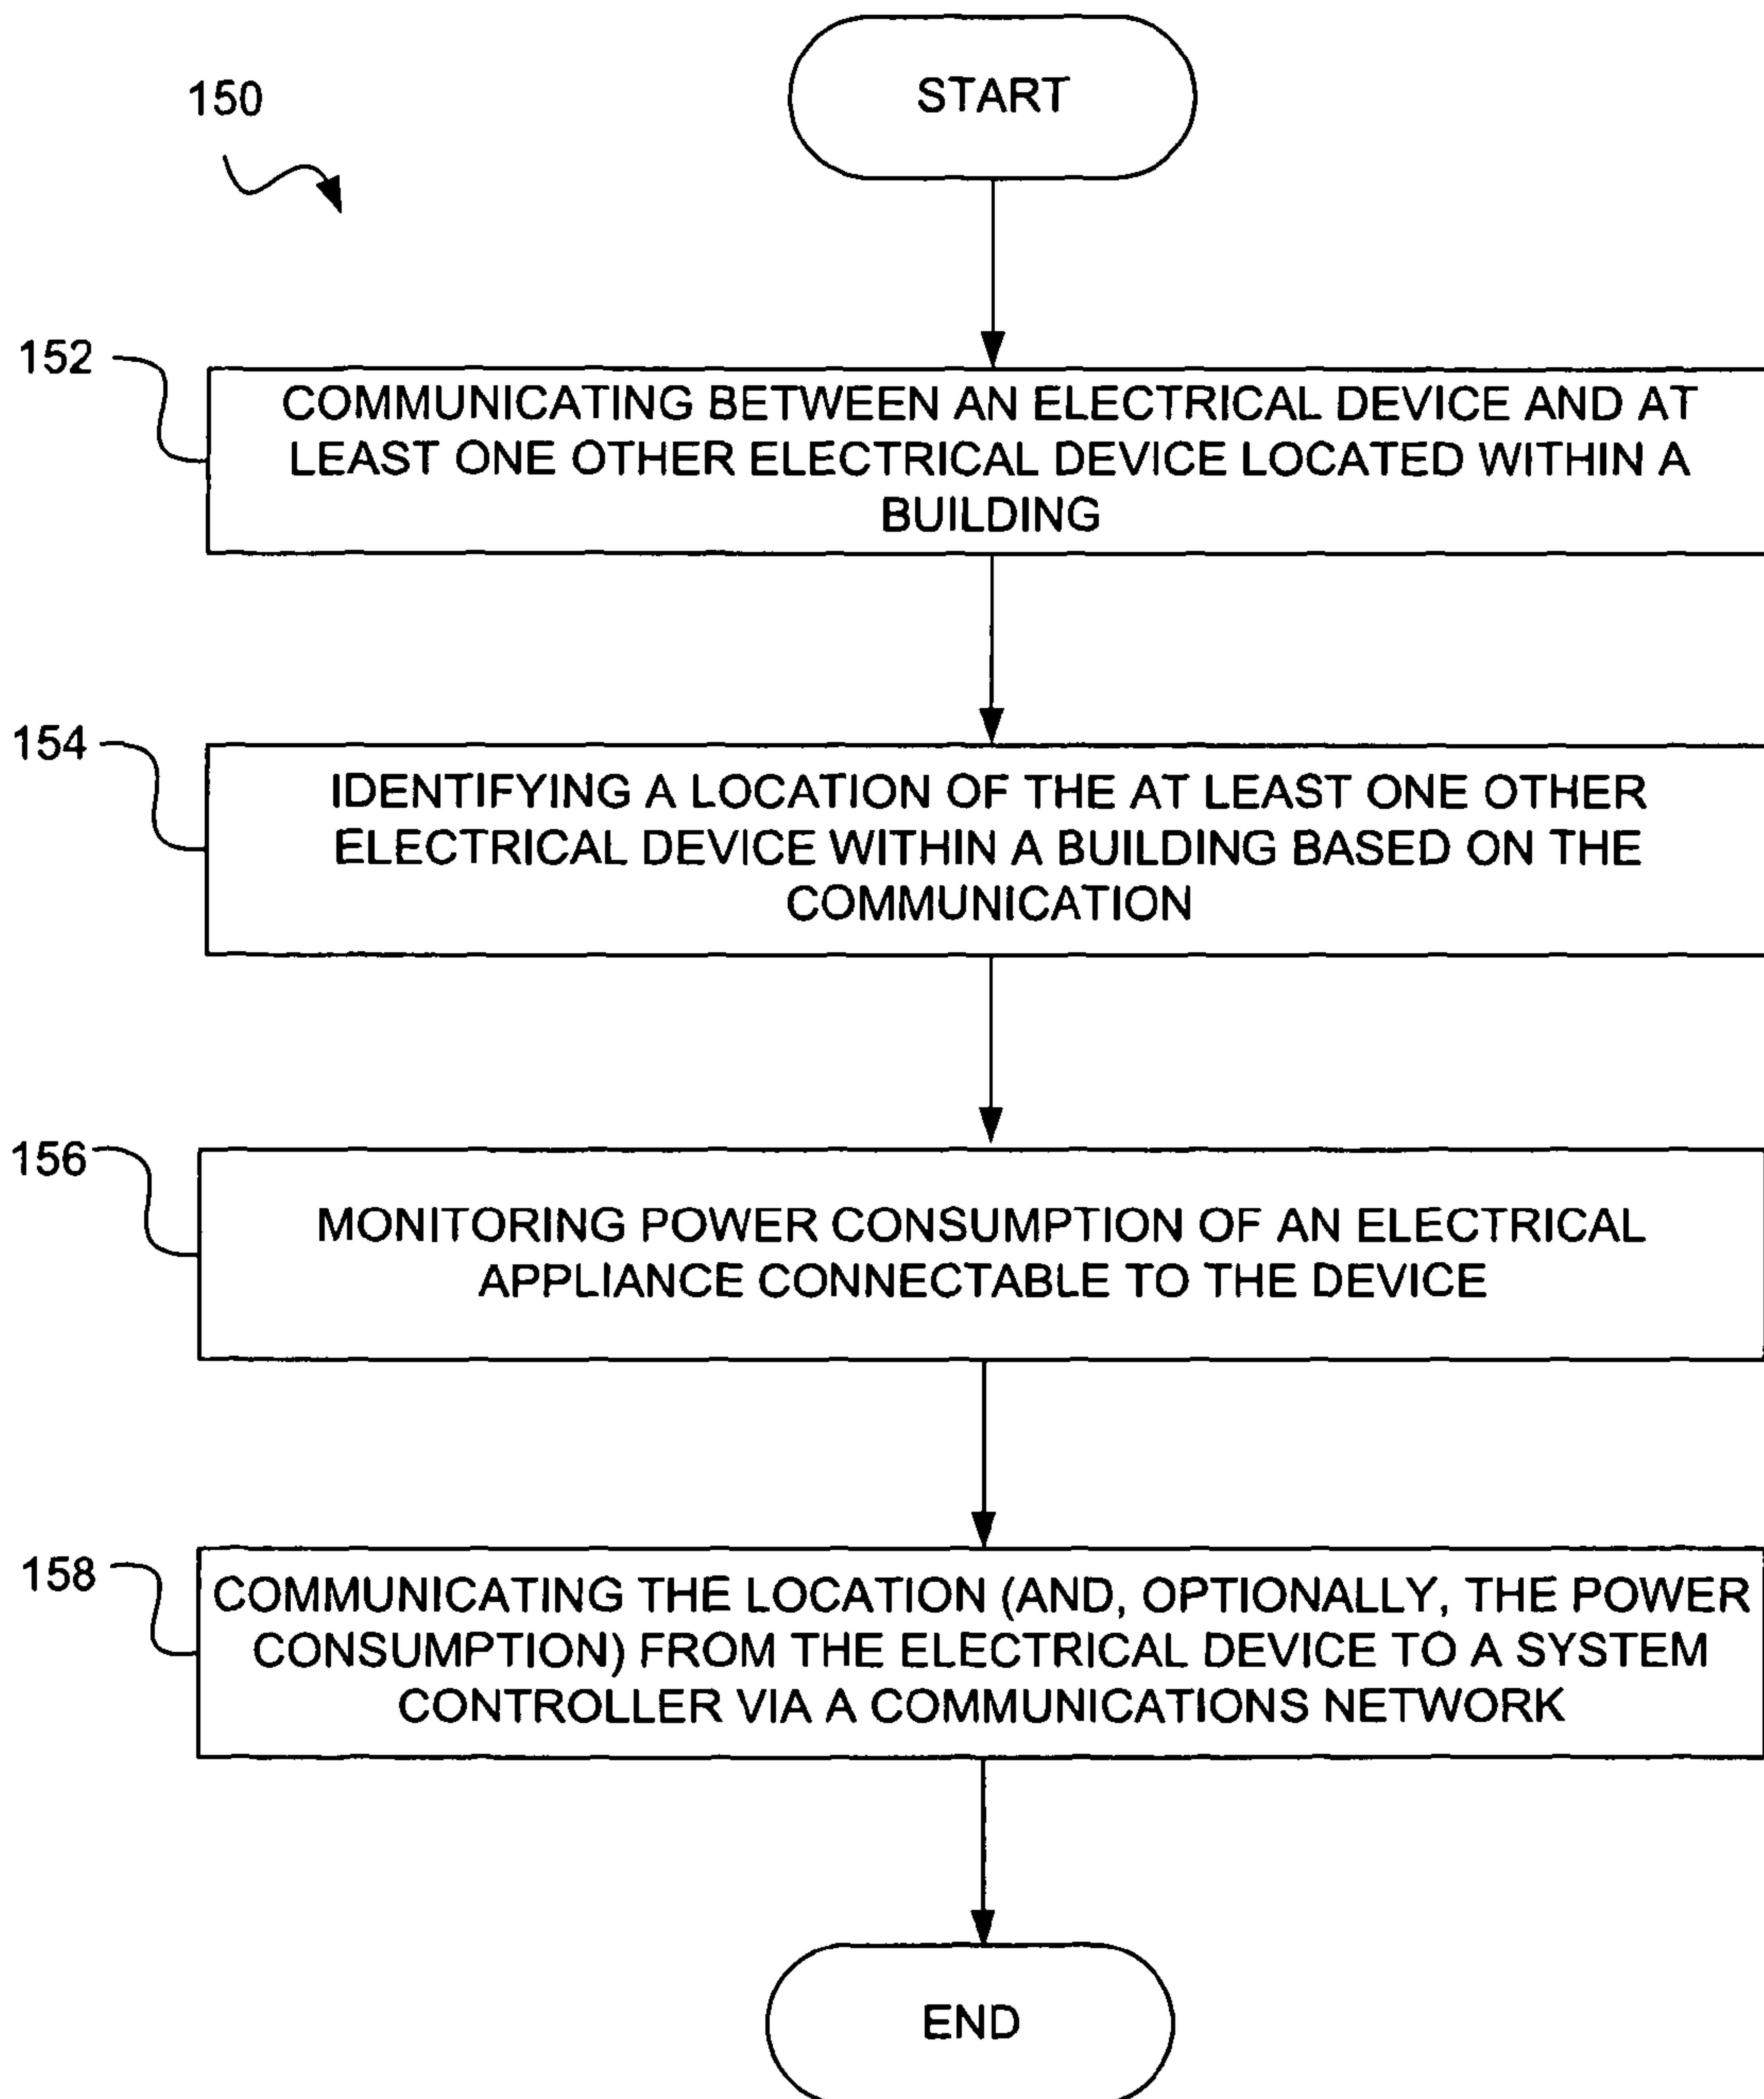 START
150
152
COMMUNICATING BETWEEN AN ELECTRICAL DEVICE AND AT
LEAST ONE OTHER ELECTRICAL DEVICE LOCATED WITHIN A
BUILDING
154
IDENTIFYING A LOCATION OF THE AT LEAST ONE OTHER
ELECTRICAL DEVICE WITHIN A BUILDING BASED ON THE
COMMUNICATION
156
MONITORING POWER CONSUMPTION OF AN ELECTRICAL
APPLIANCE CONNECTABLE TO THE DEVICE
158
COMMUNICATING THE LOCATION (AND, OPTIONALLY, THE POWER
CONSUMPTION) FROM THE ELECTRICAL DEVICE TO A SYSTEM
CONTROLLER VIA A COMMUNICATIONS NETWORK
END